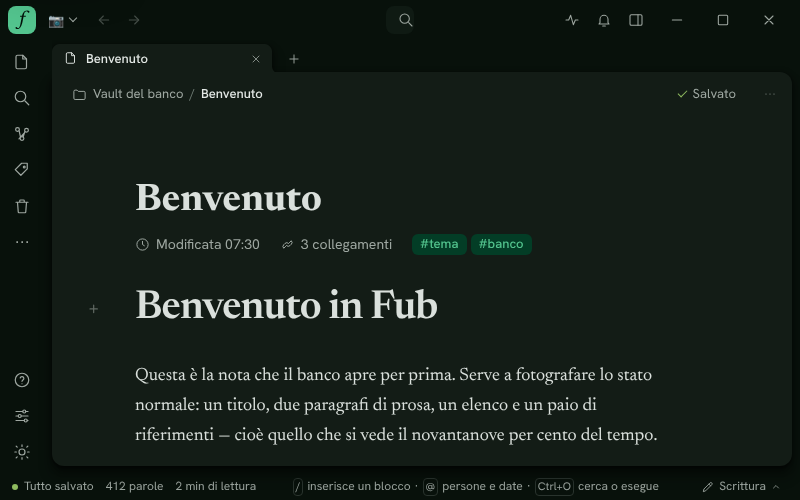 f
Benvenuto
Vault del banco / Benvenuto
Salvato
Benvenuto
Modificata 07:30 3 collegamenti #tema #banco
Benvenuto in Fub
Questa è la nota che il banco apre per prima. Serve a fotografare lo stato
normale: un titolo, due paragrafi di prosa, un elenco e un paio di
riferimenti — cioè quello che si vede il novantanove per cento del tempo.
Tutto salvato 412 parole 2 min di lettura / inserisce un blocco · @ persone e date · Ctrl+O cerca o esegue Scrittura